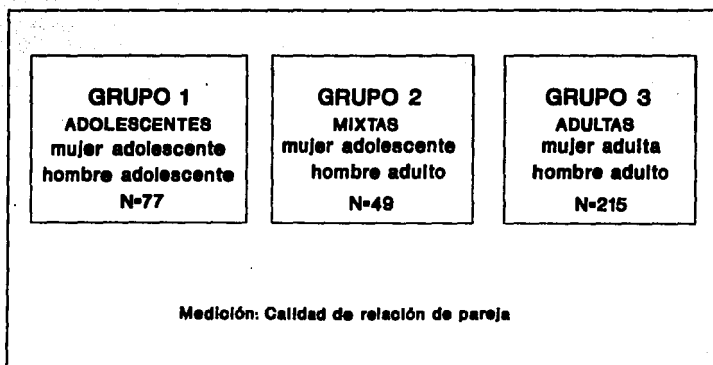 GRUPO 1
ADOLESCENTES
mujer adolescente
hombre adolescente
N=77
GRUPO 2
MIXTAS
mujer adolescente
hombre adulto
N=49
GRUPO 3
ADULTAS
mujer adulta
hombre adulto
N=215
Medición: Calidad de relación de pareja